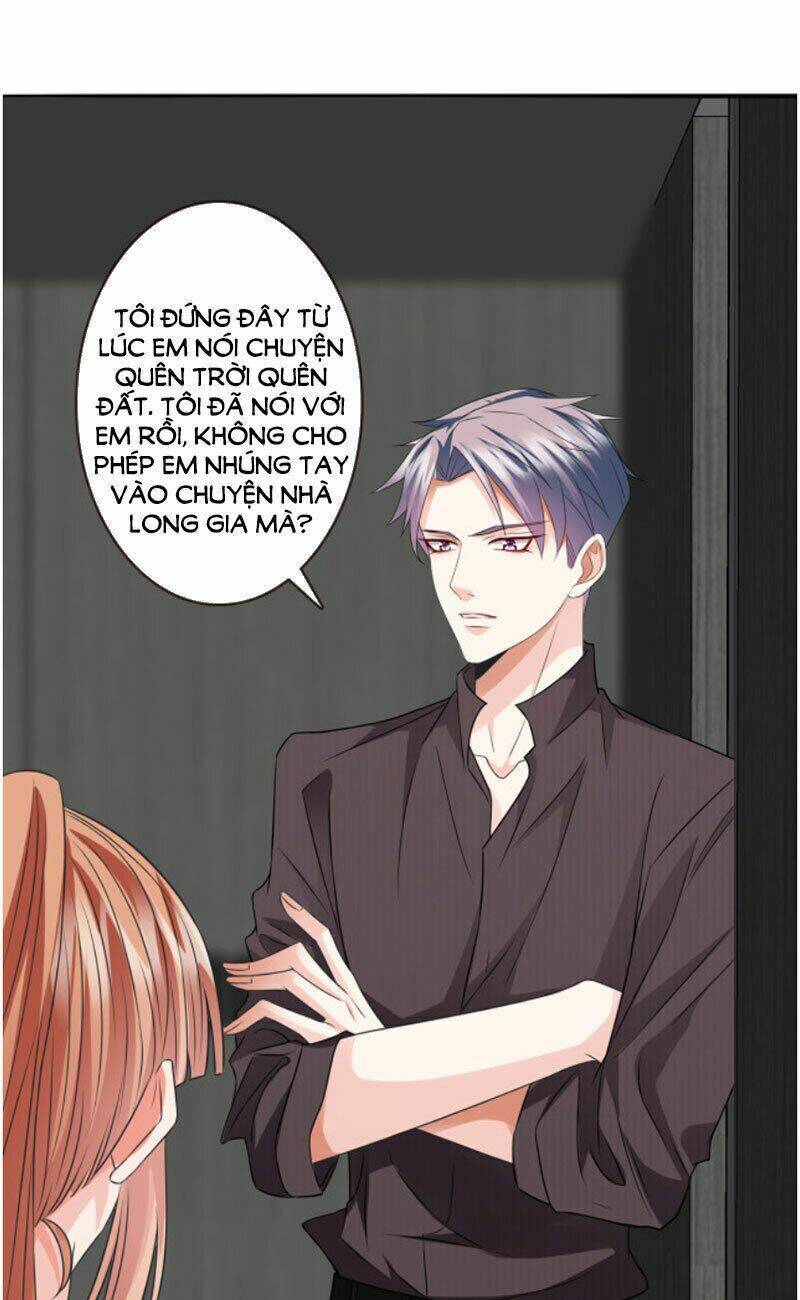 TÔI ĐỨNG ĐÂY TỪ
LÚC EM NÓI CHUYỆN
QUÊN TRỜI QUÊN
ĐẤT. TÔI ĐÃ NÓI VỚI
EM RỒI, KHÔNG CHO
PHÉP EM NHÚNG TAY
VÀO CHUYỆN NHÀ
LONG GIA MÀ?